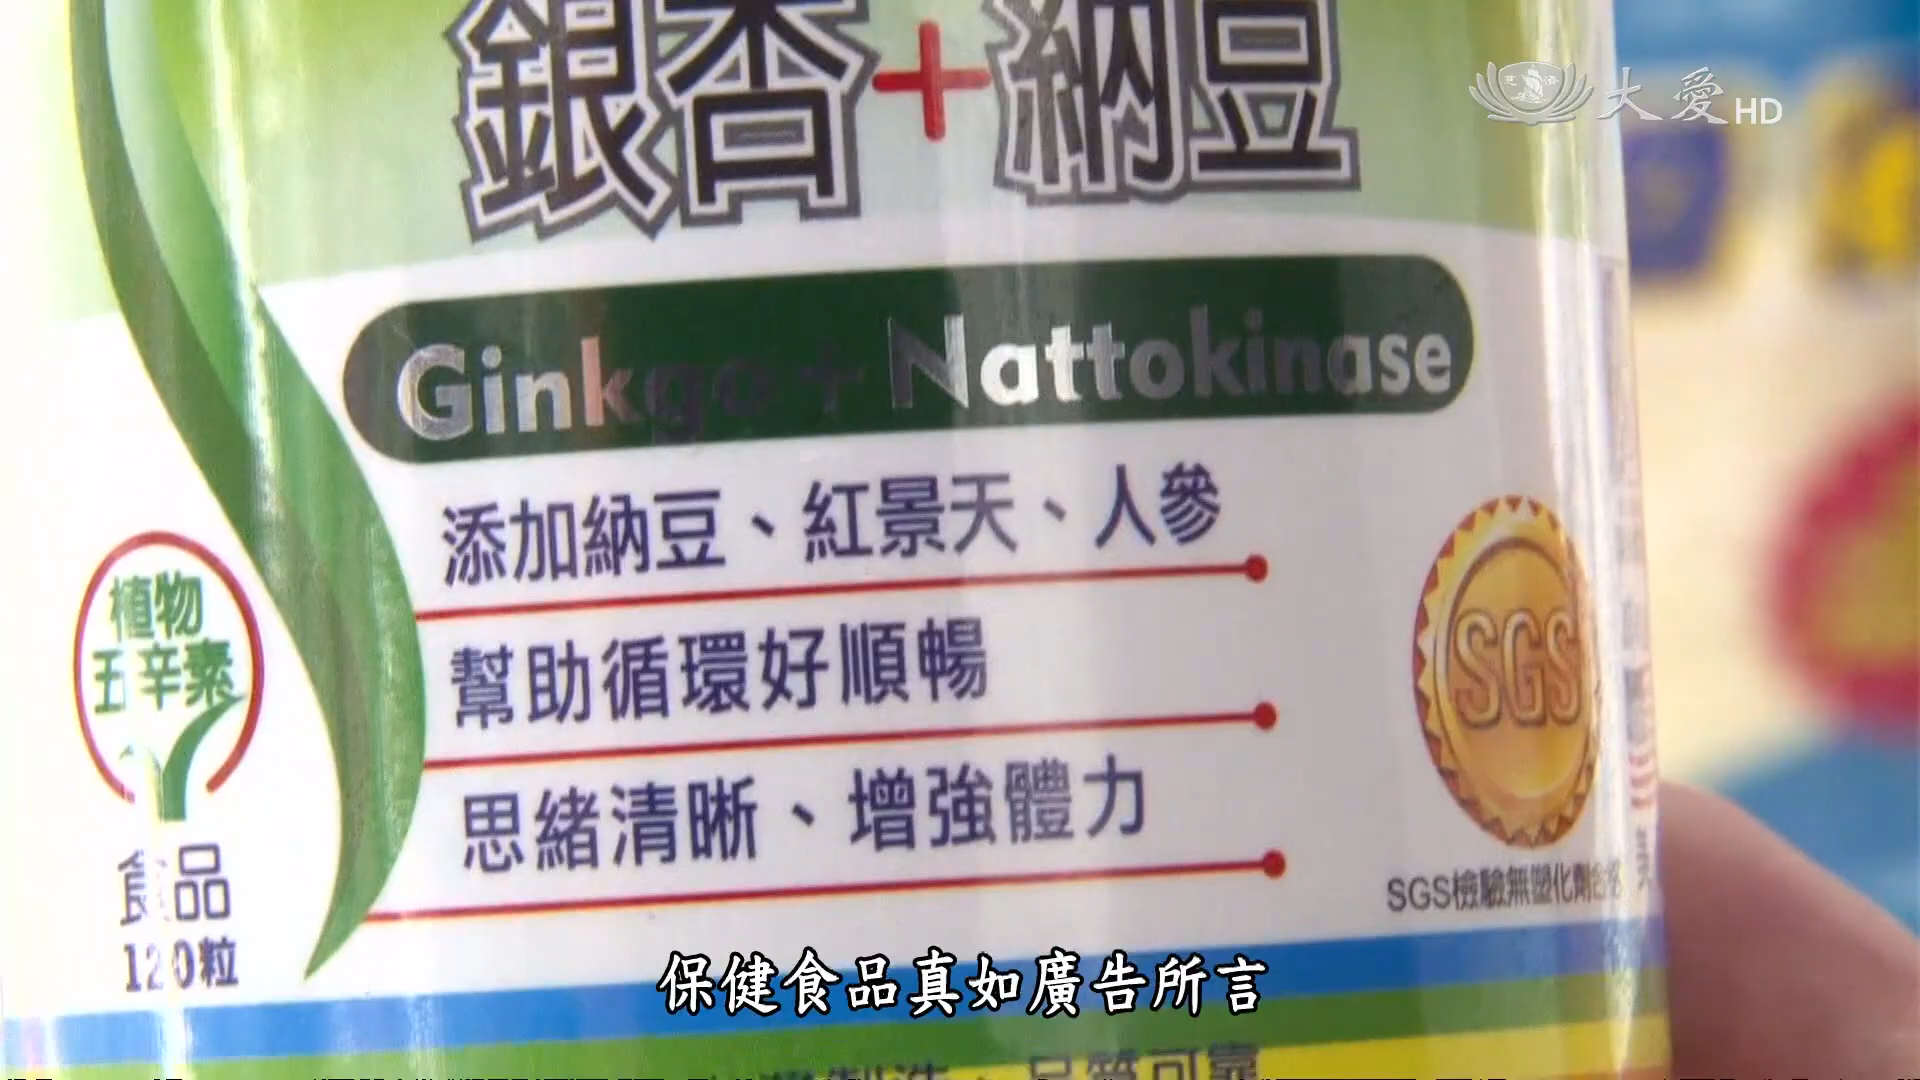 銀杏+納豆
大愛HD
Ginkgo + Nattokinase
添加納豆、紅景天、人參
幫助循環好順暢
思緒清晰、增強體力
植物
五辛素
食品
120粒
SGS
SGS檢驗無塑化劑合格
保健食品真如廣告所言